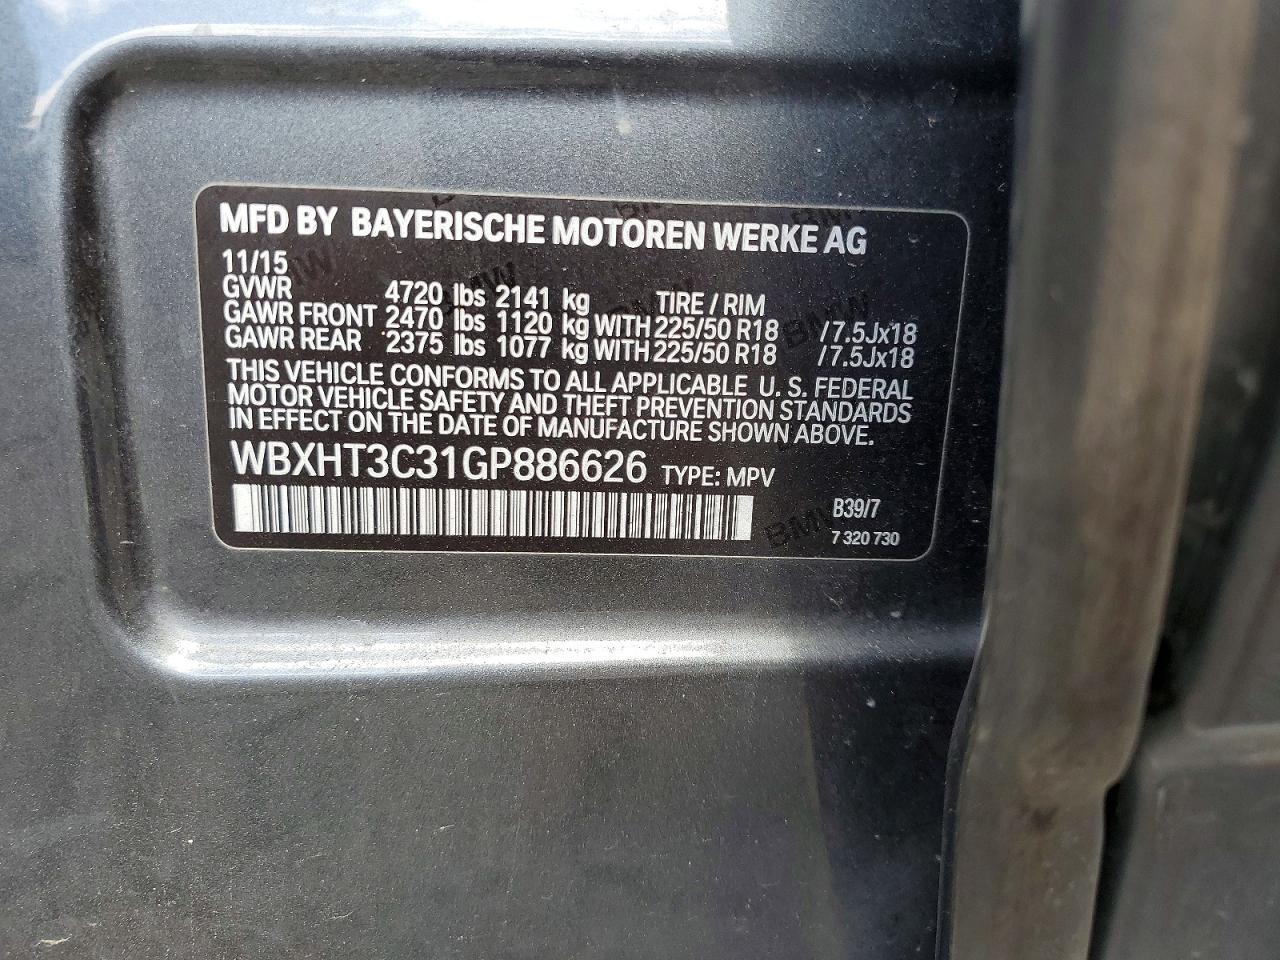 MFD BY BAYERISCHE MOTOREN WERKE AG
11/15
GVWR 4720 lbs 2141 kg TIRE / RIM
GAWR FRONT 2470 lbs 1120 kg WITH 225/50 R18 /7.5Jx18
GAWR REAR 2375 lbs 1077 kg WITH 225/50 R18 /7.5Jx18
THIS VEHICLE CONFORMS TO ALL APPLICABLE U. S. FEDERAL
MOTOR VEHICLE SAFETY AND THEFT PREVENTION STANDARDS
IN EFFECT ON THE DATE OF MANUFACTURE SHOWN ABOVE.
WBXHT3C31GP886626 TYPE: MPV
B39/7
7 320 730